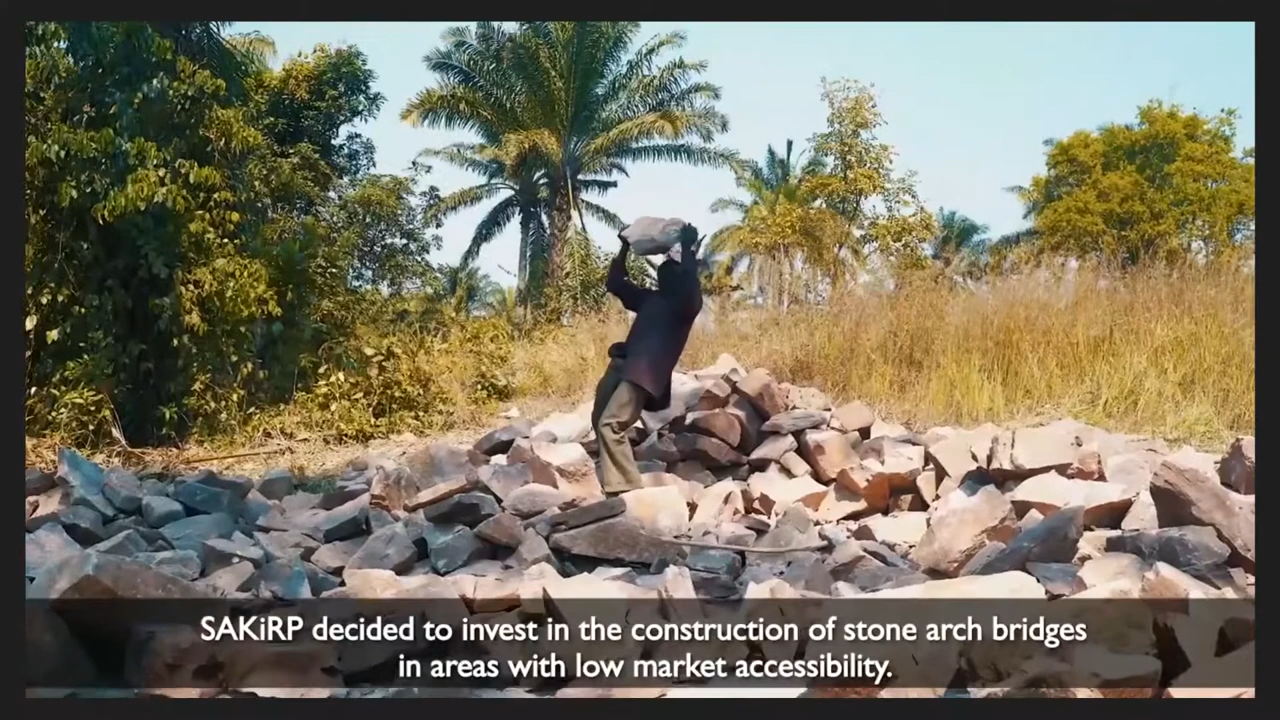 SAKiRP decided to invest in the construction of stone arch bridges
in areas with low market accessibility.